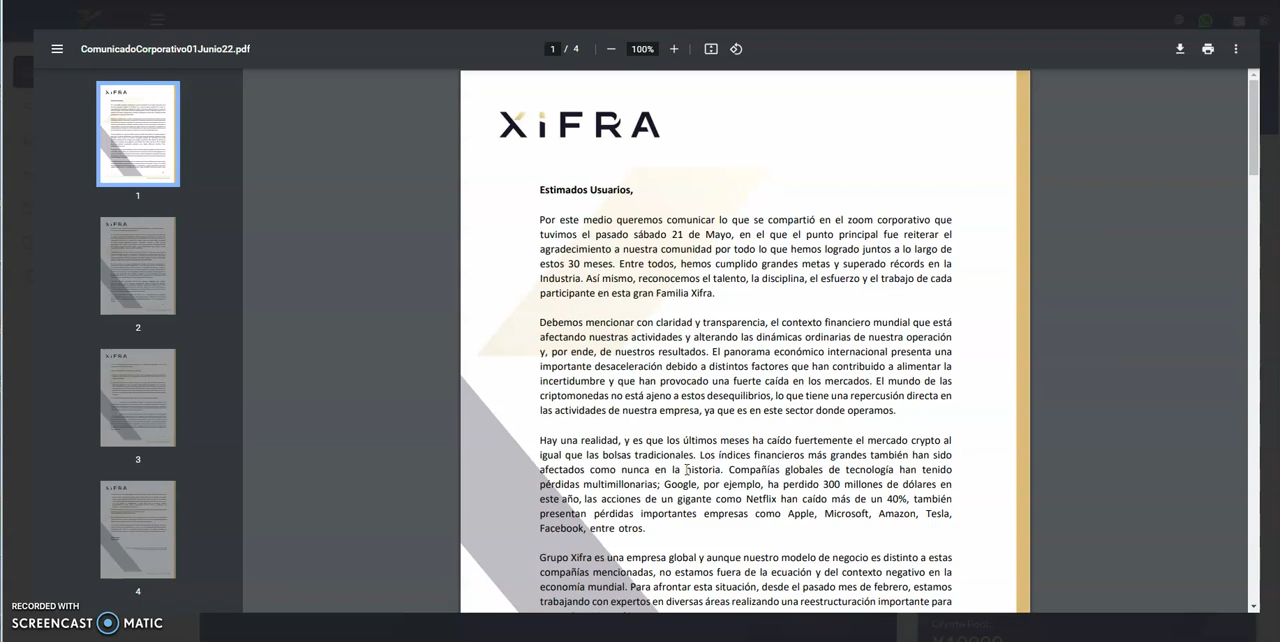 ComunicadoCorporativo01Junio22.pdf
1 / 4
100%
XIFRA
Estimados Usuarios,
Por este medio queremos comunicar lo que se compartió en el zoom corporativo que
tuvimos el pasado sábado 21 de Mayo, en el que el punto principal fue reiterar el
agradecimiento a nuestra comunidad por todo lo que hemos logrado juntos a lo largo de
estos 30 meses. Entre todos, hemos cumplido grandes metas y superado récords en la
Industria. Así mismo, reconocemos el talento, la disciplina, el esfuerzo y el trabajo de cada
participante en esta gran Familia Xifra.
Debemos mencionar con claridad y transparencia, el contexto financiero mundial que está
afectando nuestras actividades y alterando las dinámicas ordinarias de nuestra operación
y, por ende, de nuestros resultados. El panorama económico internacional presenta una
importante desaceleración debido a distintos factores que han contribuido a alimentar la
incertidumbre y que han provocado una fuerte caída en los mercados. El mundo de las
criptomonedas no está ajeno a estos desequilibrios, lo que tiene una repercusión directa en
las actividades de nuestra empresa, ya que es en este sector donde operamos.
Hay una realidad, y es que los últimos meses ha caído fuertemente el mercado crypto al
igual que las bolsas tradicionales. Los índices financieros más grandes también han sido
afectados como nunca en la historia. Compañías globales de tecnología han tenido
pérdidas multimillonarias; Google, por ejemplo, ha perdido 300 millones de dólares en
este año, las acciones de un gigante como Netflix han caído más de un 40%, también
presentan pérdidas importantes empresas como Apple, Microsoft, Amazon, Tesla,
Facebook, entre otros.
Grupo Xifra es una empresa global y aunque nuestro modelo de negocio es distinto a estas
compañías mencionadas, no estamos fuera de la ecuación y del contexto negativo en la
economía mundial. Para afrontar esta situación, desde el pasado mes de febrero, estamos
trabajando con expertos en diversas áreas realizando una reestructuración importante para
XIFRA
1
XIFRA
2
XIFRA
3
XIFRA
4
RECORDED WITH
SCREENCAST MATIC